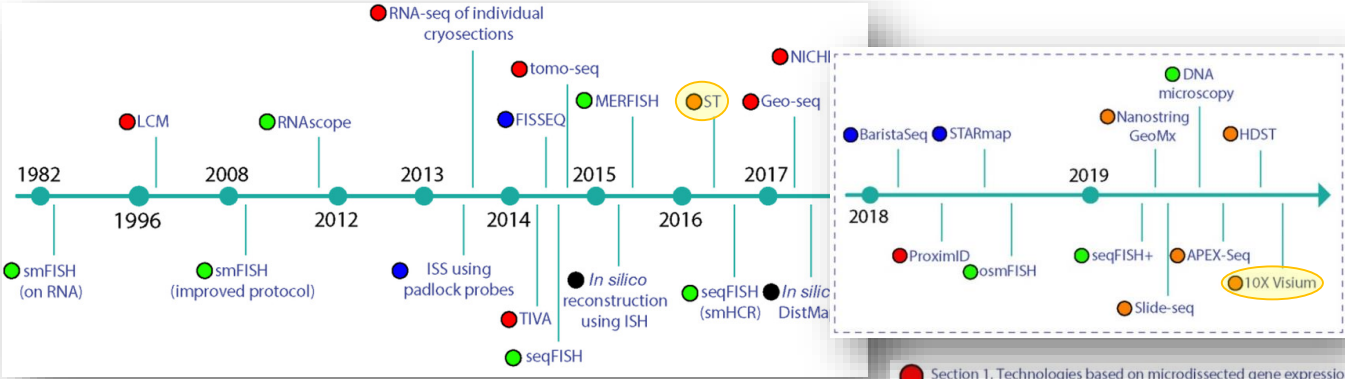 RNA-seq of individual
cryosections
tomo-seq
NICHE
MERFISH
ST
Geo-seq
FISSEQ
LCM
RNAscope
1982
2008
2013
2015
2017
1996
2012
2014
2016
smFISH
(on RNA)
smFISH
(improved protocol)
ISS using
padlock probes
In silico
reconstruction
using ISH
seqFISH
(smHCR)
In silic
DistMa
TIVA
seqFISH
DNA
microscopy
Nanostring
GeoMx
HDST
BaristaSeq
STARmap
2019
2018
ProximID
osmFISH
seqFISH+
APEX-Seq
10X Visium
Slide-seq
Section 1. Technologies based on microdissected gene expressio